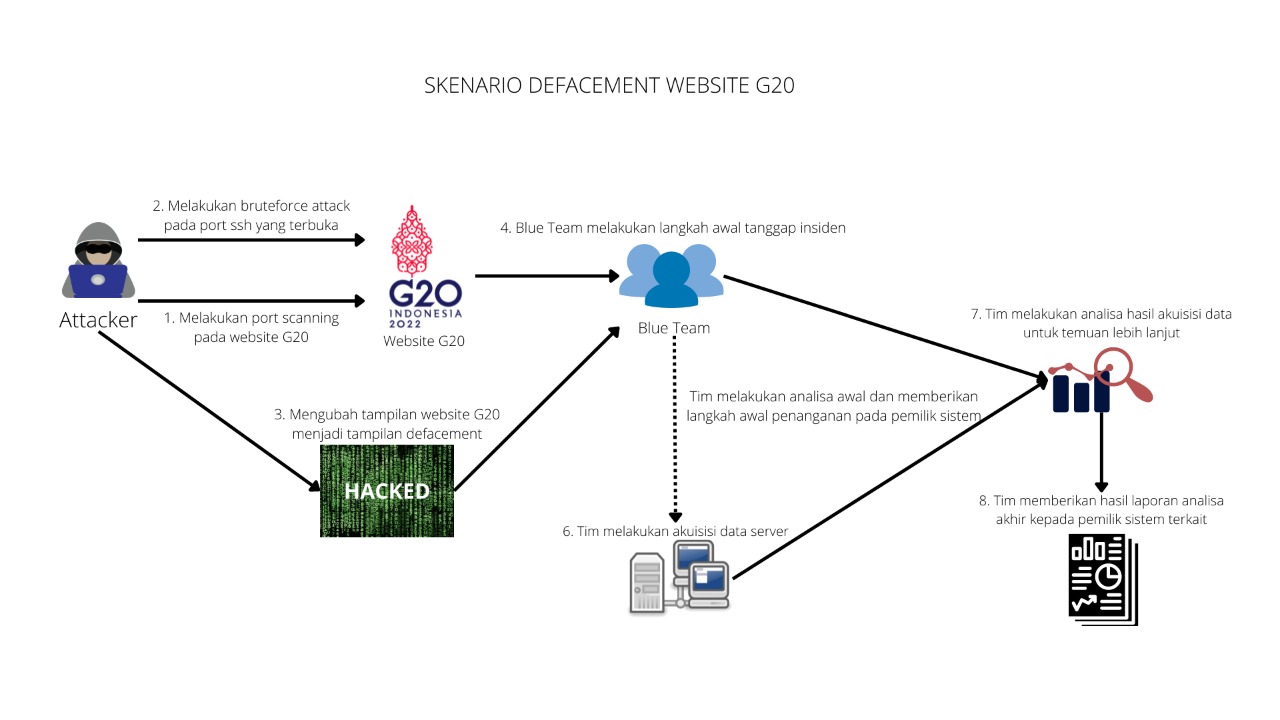 SKENARIO DEFACEMENT WEBSITE G20
2. Melakukan bruteforce attack
pada port ssh yang terbuka
Attacker
1. Melakukan port scanning
pada website G20
G20
INDONESIA
2022
Website G20
3. Mengubah tampilan website G20
menjadi tampilan defacement
HACKED
4. Blue Team melakukan langkah awal tanggap insiden
Blue Team
Tim melakukan analisa awal dan memberikan
langkah awal penanganan pada pemilik sistem
6. Tim melakukan akuisisi data server
7. Tim melakukan analisa hasil akuisisi data
untuk temuan lebih lanjut
8. Tim memberikan hasil laporan analisa
akhir kepada pemilik sistem terkait